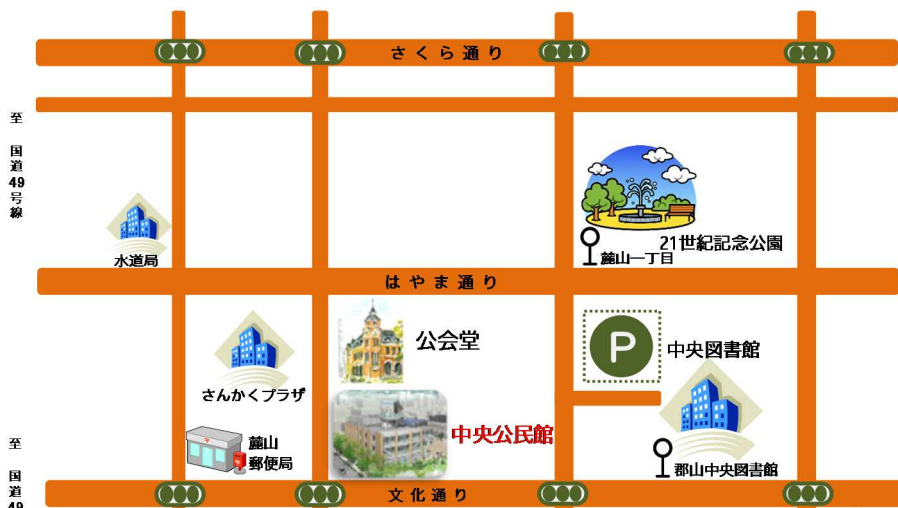 さくら通り
至
国
道
49
号
線
21世紀記念公園
麓山一丁目
水道局
はやま通り
公会堂
P
中央図書館
さんかくプラザ
中央公民館
麓山
郵便局
郡山中央図書館
至
国
道
49
文化通り